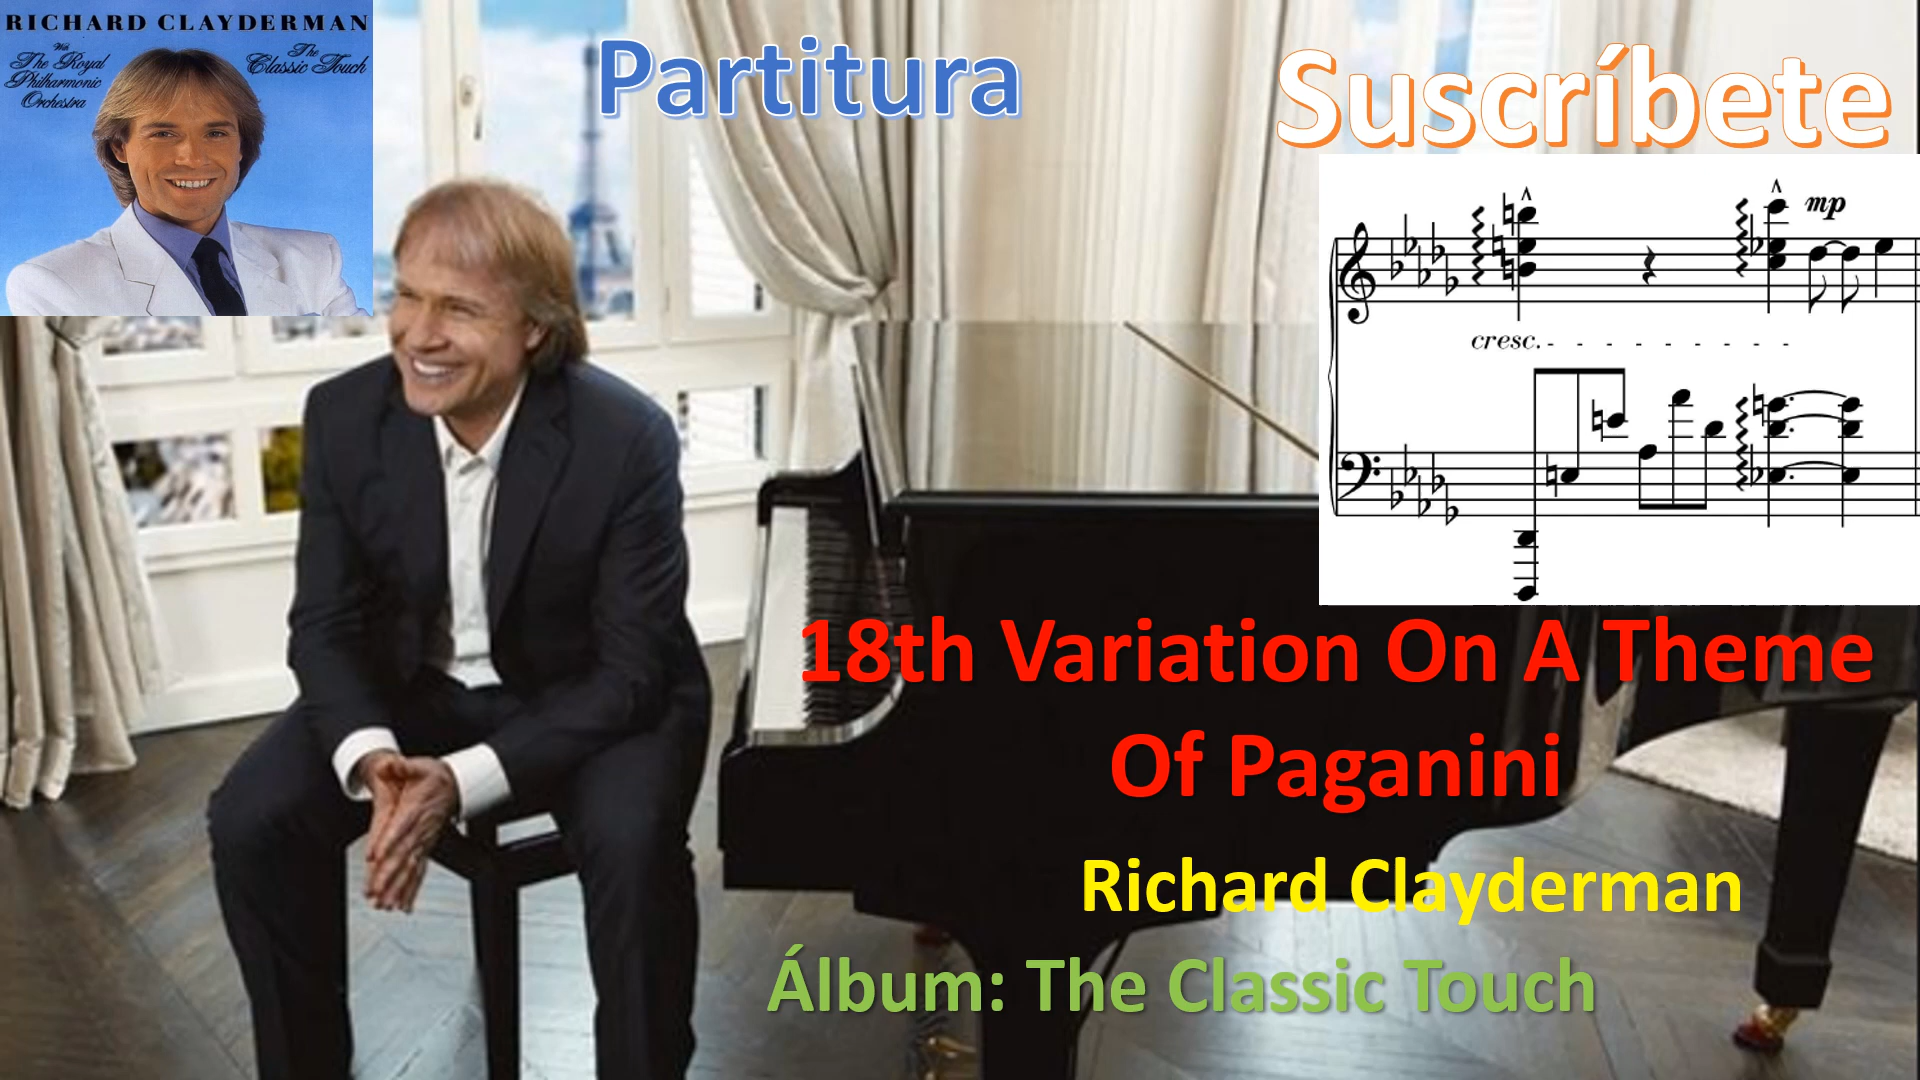 RICHARD CLAYDERMAN
With
The Royal
Philharmonic
Orchestra
The
Classic Touch
Partitura
Suscríbete
mp
cresc.
18th Variation On A Theme
Of Paganini
Richard Clayderman
Álbum: The Classic Touch